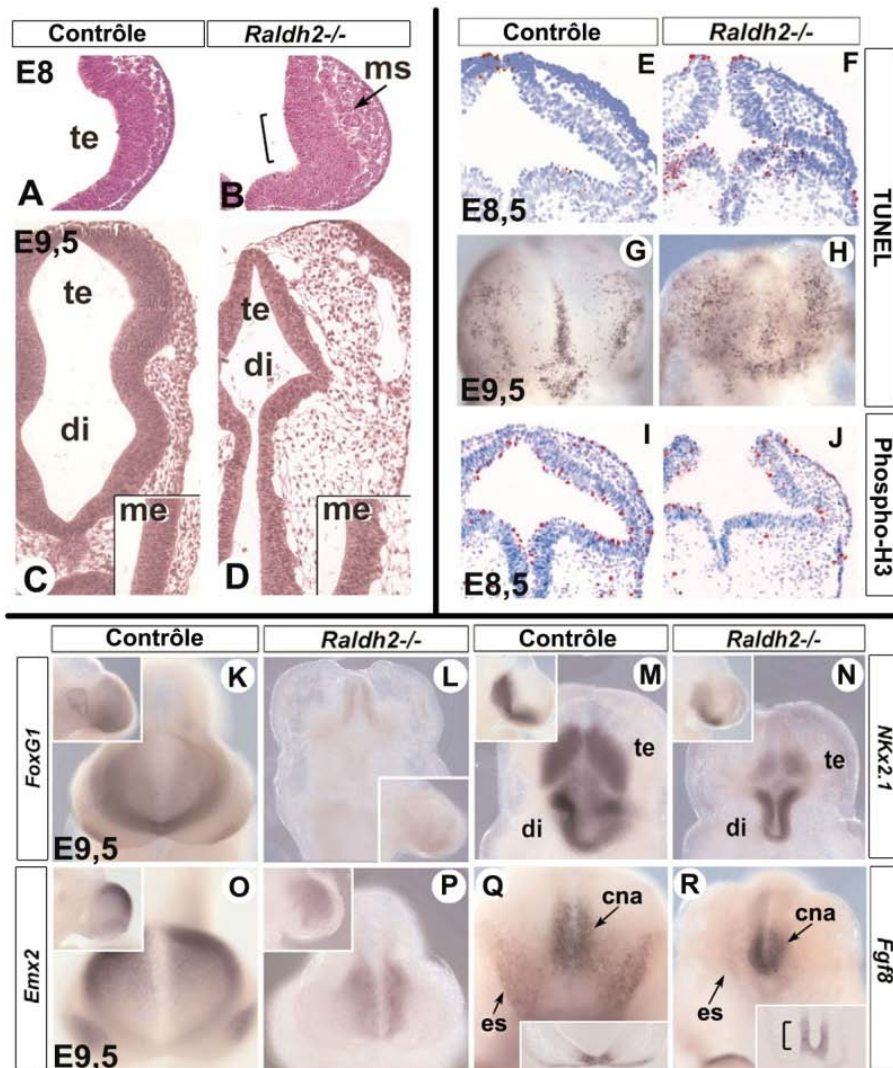 Contrôle
Raldh2-/-
E8
te
A
ms
B
E9,5
te
di
me
C
te
di
me
D
Contrôle
Raldh2-/-
E
E8,5
F
TUNEL
G
E9,5
H
I
E8,5
J
Phospho-H3
Contrôle
Raldh2-/-
Contrôle
Raldh2-/-
FoxG1
K
E9,5
L
M
te
di
N
te
di
NKx2.1
Emx2
O
E9,5
P
Q
cna
es
R
cna
es
Fgf8